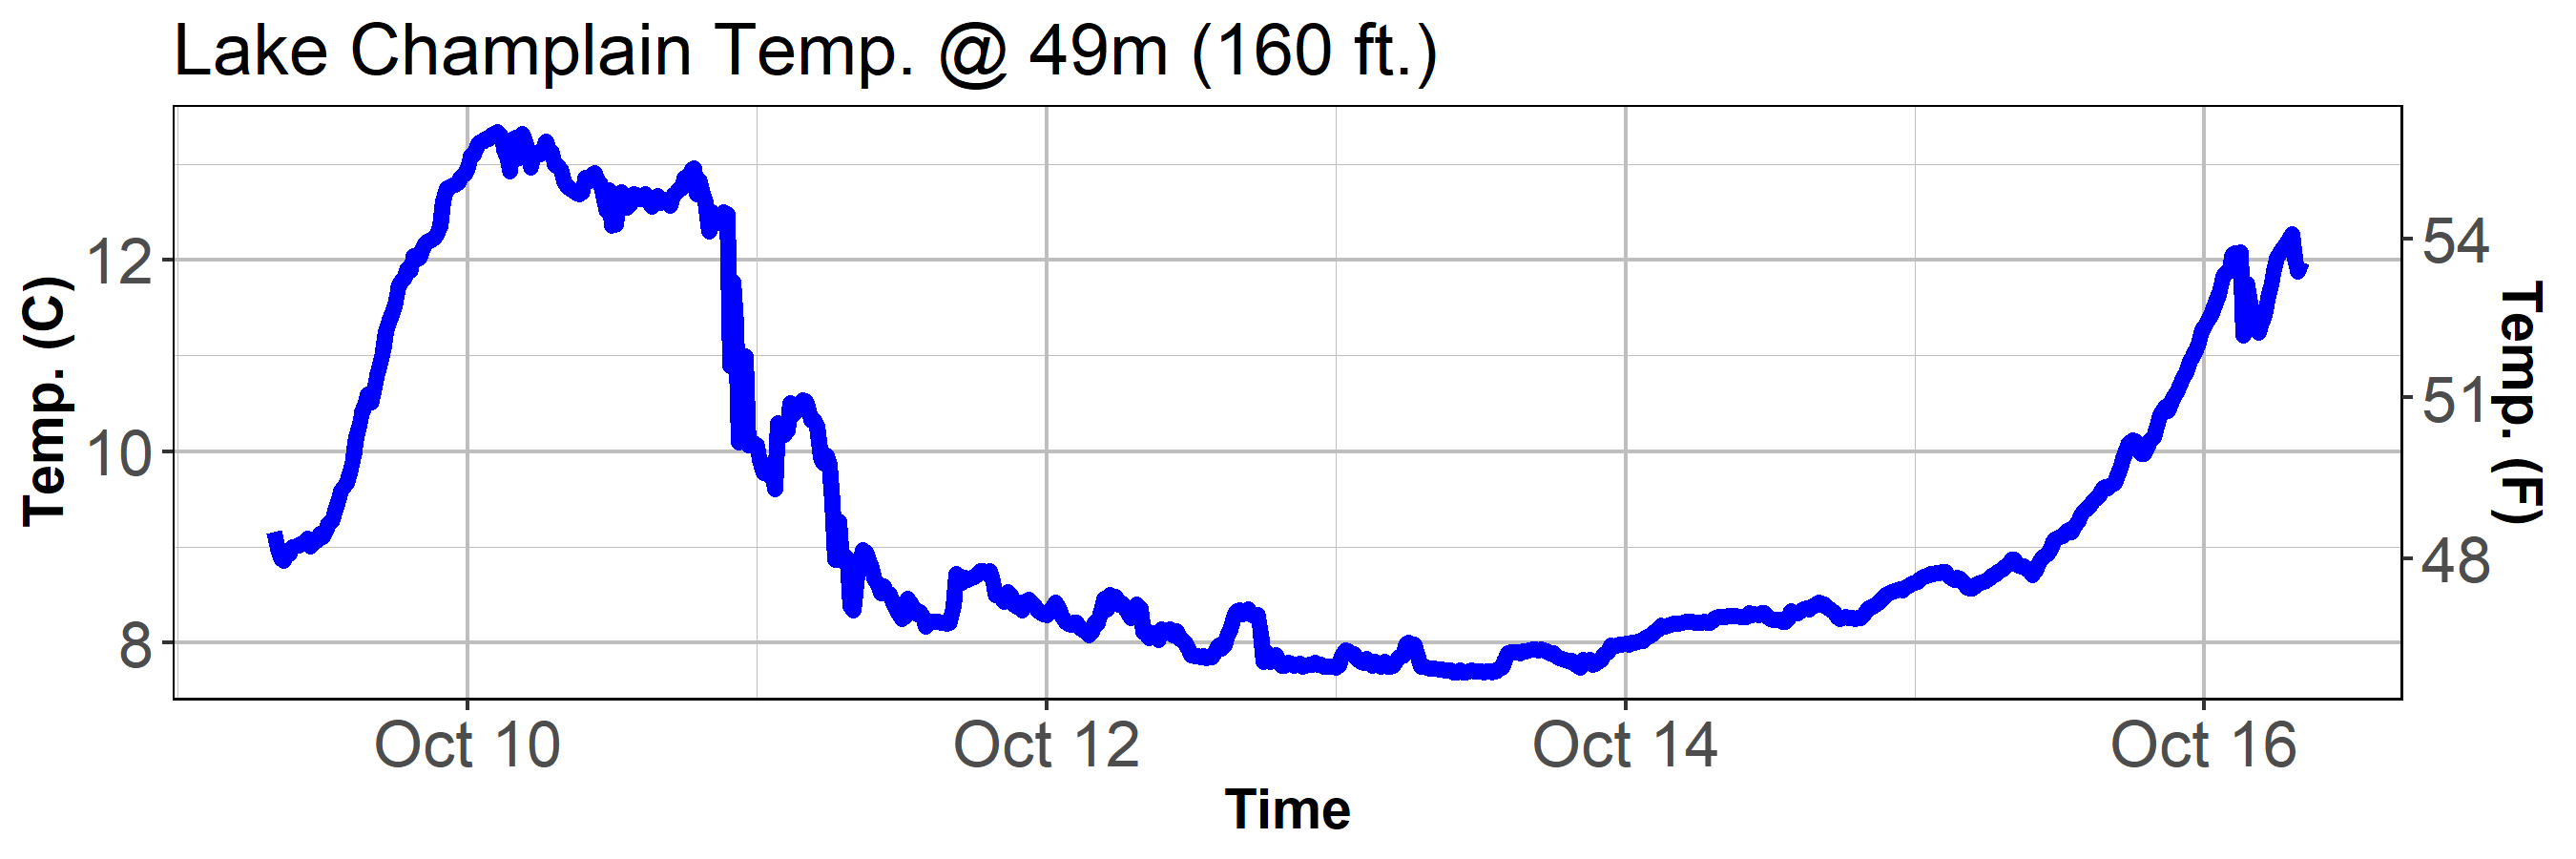 Lake Champlain Temp. @ 49m (160 ft.)
Temp. (C)
12
10
8
54
51
48
Temp. (F)
Oct 10
Oct 12
Oct 14
Oct 16
Time